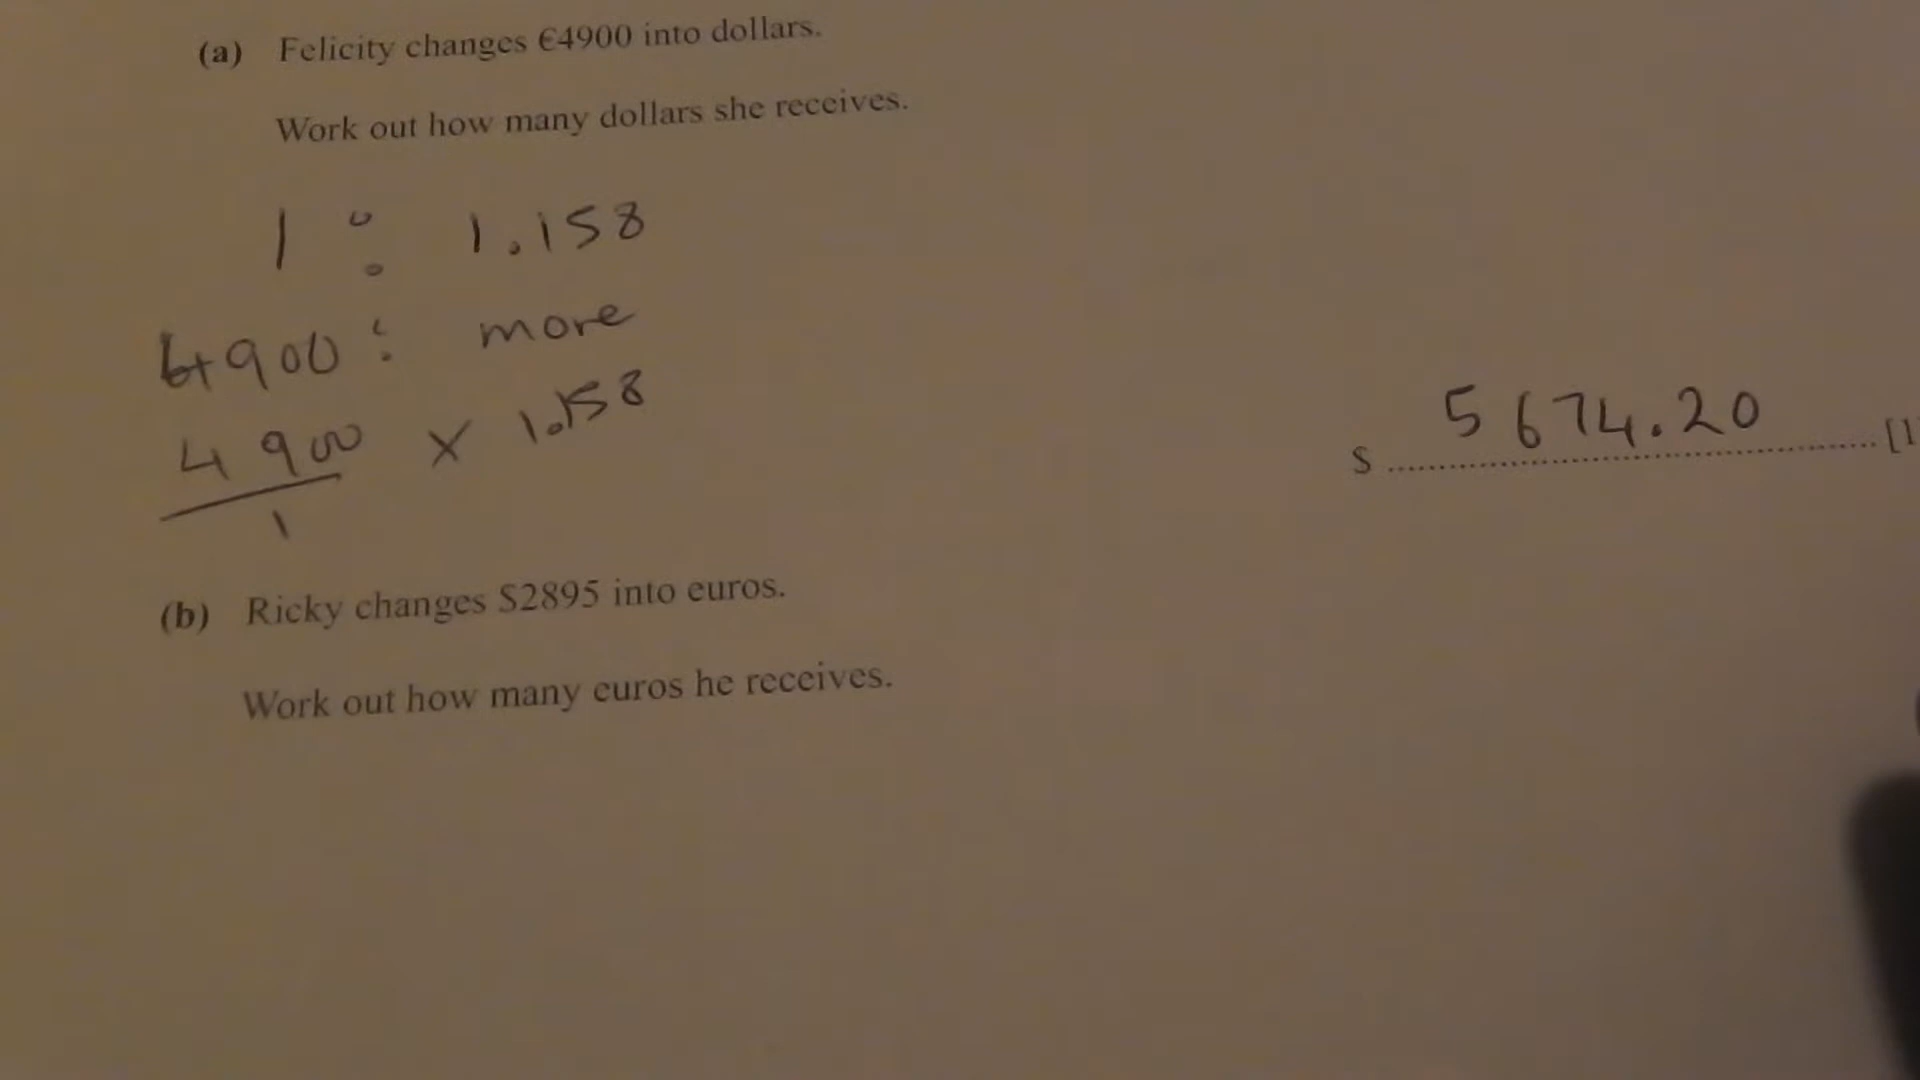 (a) Felicity changes €4900 into dollars.
Work out how many dollars she receives.
1 : 1.158
4900 : more
4900 x 1.158
1
$ 5674.20 [1
(b) Ricky changes $2895 into euros.
Work out how many euros he receives.